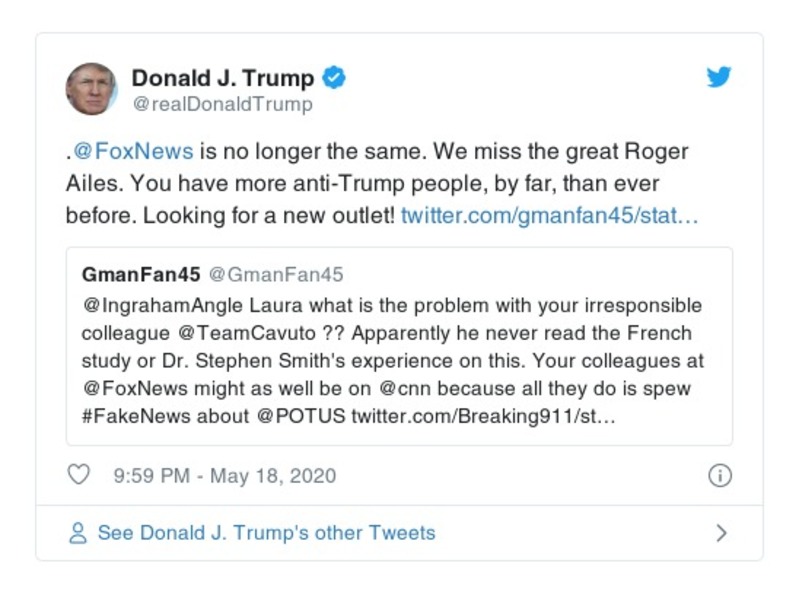 Donald J. Trump
@realDonaldTrump
.@FoxNews is no longer the same. We miss the great Roger
Ailes. You have more anti-Trump people, by far, than ever
before. Looking for a new outlet! twitter.com/gmanfan45/stat…
GmanFan45 @GmanFan45
@IngrahamAngle Laura what is the problem with your irresponsible
colleague @TeamCavuto ?? Apparently he never read the French
study or Dr. Stephen Smith's experience on this. Your colleagues at
@FoxNews might as well be on @cnn because all they do is spew
#FakeNews about @POTUS twitter.com/Breaking911/st…
9:59 PM - May 18, 2020
See Donald J. Trump's other Tweets